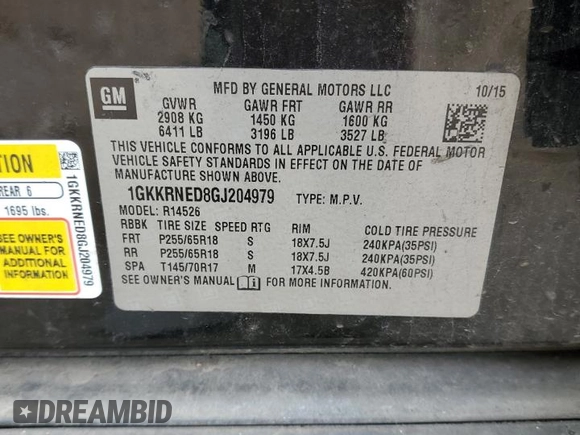 GM
MFD BY GENERAL MOTORS LLC 10/15
GVWR GAWR FRT GAWR RR
2908 KG 1450 KG 1600 KG
6411 LB 3196 LB 3527 LB
THIS VEHICLE CONFORMS TO ALL APPLICABLE U.S. FEDERAL MOTOR
VEHICLE SAFETY STANDARDS IN EFFECT ON THE DATE OF
MANUFACTURE SHOWN ABOVE.
1GKKRNED8GJ204979 TYPE: M.P.V.
MODEL: R14526
RBBK TIRE SIZE SPEED RTG RIM COLD TIRE PRESSURE
FRT P255/65R18 S 18X7.5J 240KPA(35PSI)
RR P255/65R18 S 18X7.5J 240KPA(35PSI)
SPA T145/70R17 M 17X4.5B 420KPA(60PSI)
SEE OWNER'S MANUAL FOR MORE INFORMATION.
TION
REAR 6
1695 lbs.
SEE OWNER'S
MANUAL FOR
ADDITIONAL
INFORMATION
1GKKRNED8GJ204979
DREAMBID